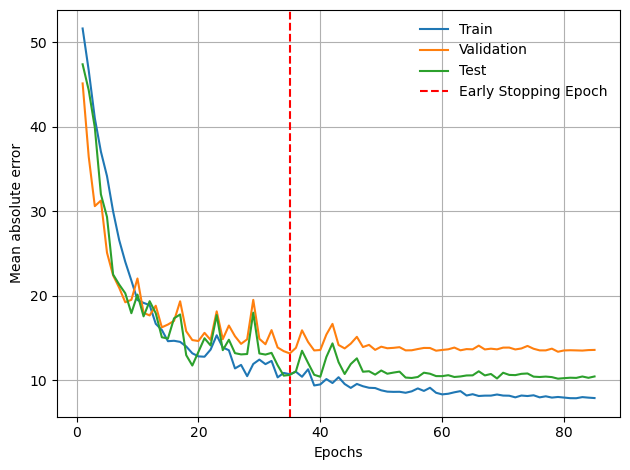 Train
Validation
Test
Early Stopping Epoch
Mean absolute error
50
40
30
20
10
0 20 40 60 80
Epochs